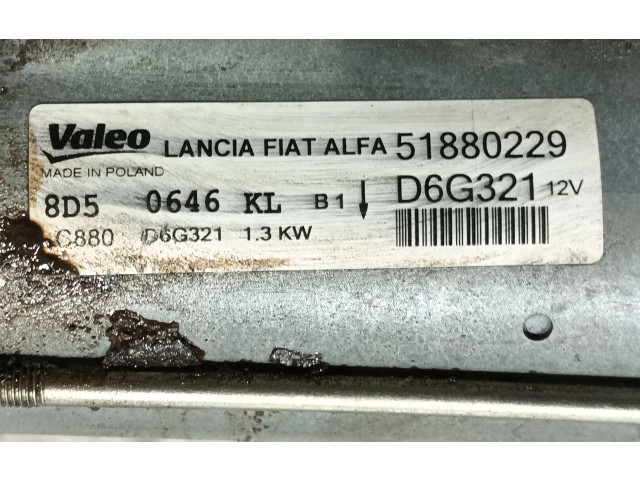 Valeo LANCIA FIAT ALFA 51880229
MADE IN POLAND D6G321 12V
8D5 0646 KL B1
C880 D6G321 1.3 KW